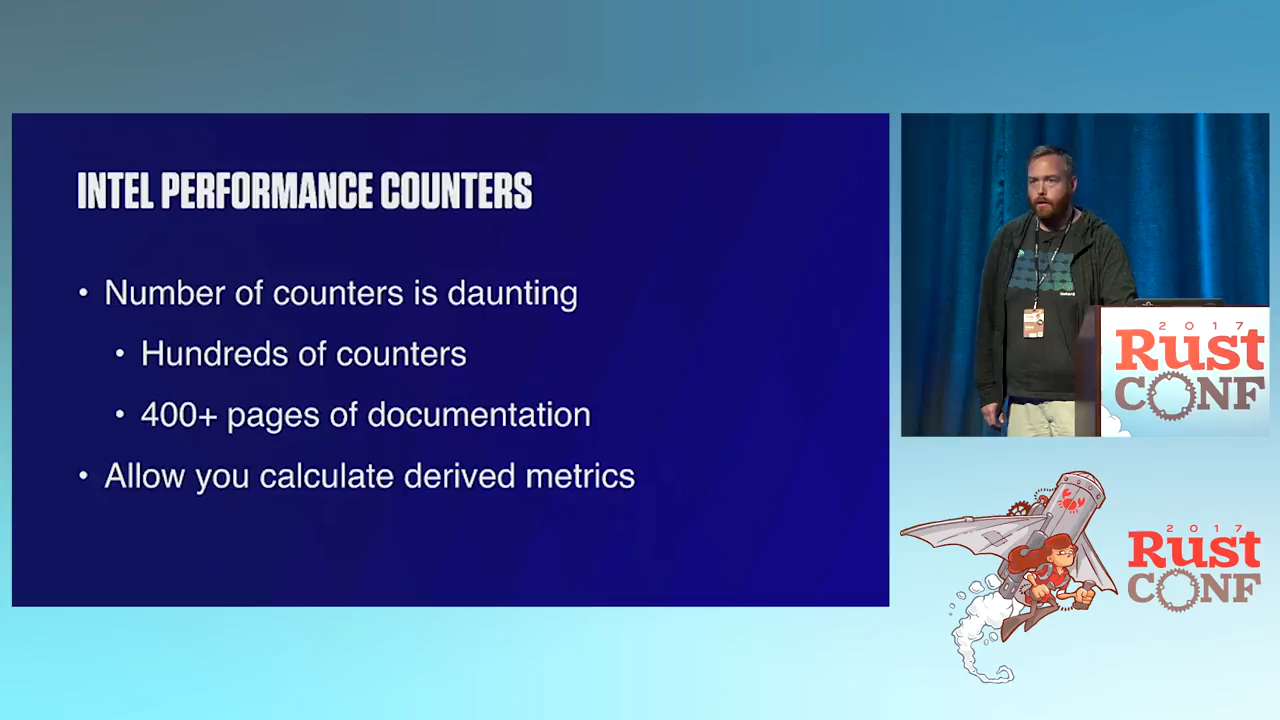 INTEL PERFORMANCE COUNTERS
• Number of counters is daunting
• Hundreds of counters
• 400+ pages of documentation
• Allow you calculate derived metrics
2017
Rust
CONF
2017
Rust
CONF